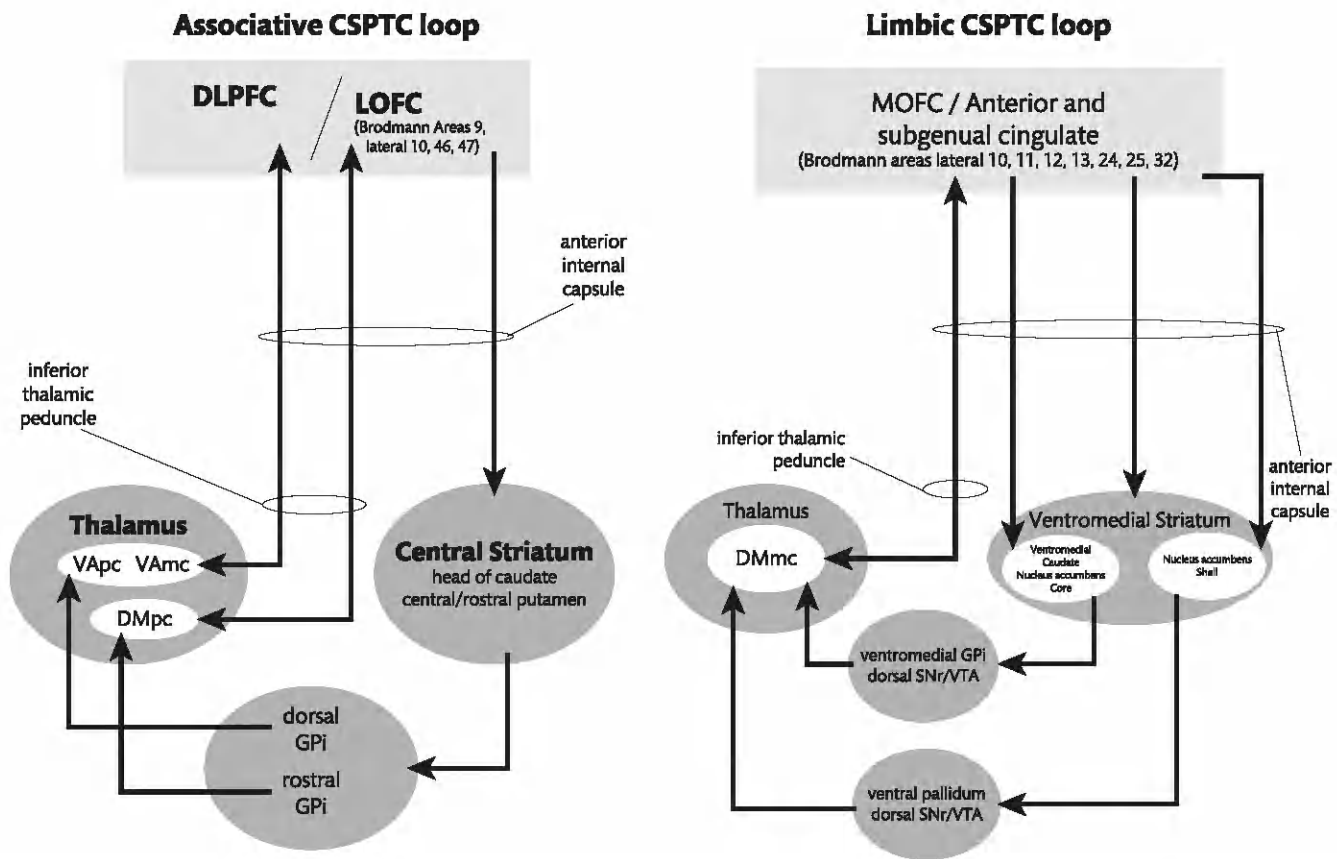 Associative CSPTC loop
DLPFC
LOFC
(Brodmann Areas 9,
lateral 10, 46, 47)
anterior
internal
capsule
inferior
thalamic
peduncle
Thalamus
VApc VAmc
DMpc
Central Striatum
head of caudate
central/rostral putamen
dorsal
GPi
rostral
GPi
Limbic CSPTC loop
MOFC / Anterior and
subgenual cingulate
(Brodmann areas lateral 10, 11, 12, 13, 24, 25, 32)
inferior thalamic
peduncle
anterior
internal
capsule
Thalamus
DMmc
Ventromedial Striatum
Ventromedial
Caudate
Nucleus accumbens
Core
Nucleus accumbens
Shell
ventromedial GPi
dorsal SNr/VTA
ventral pallidum
dorsal SNr/VTA